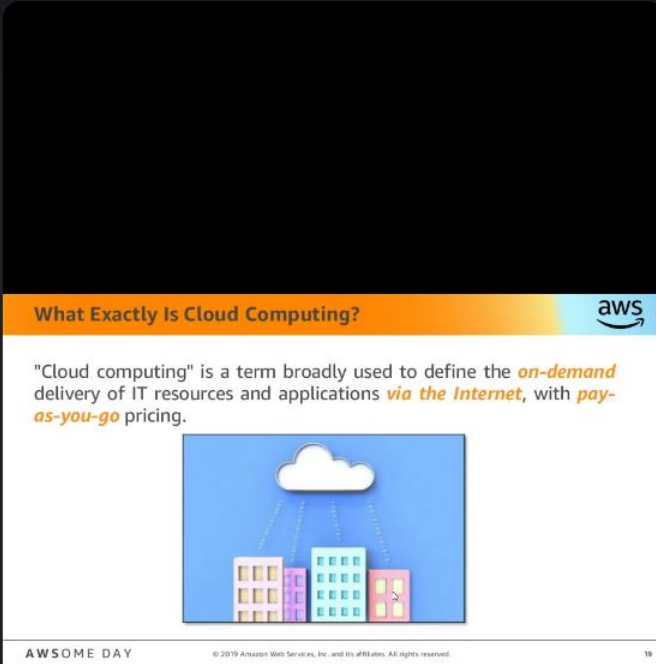 What Exactly Is Cloud Computing?
aws
"Cloud computing" is a term broadly used to define the on-demand
delivery of IT resources and applications via the Internet, with pay-
as-you-go pricing.
AWSOME DAY
© 2019 Amazon Web Services, Inc. and its affiliates. All rights reserved.
19